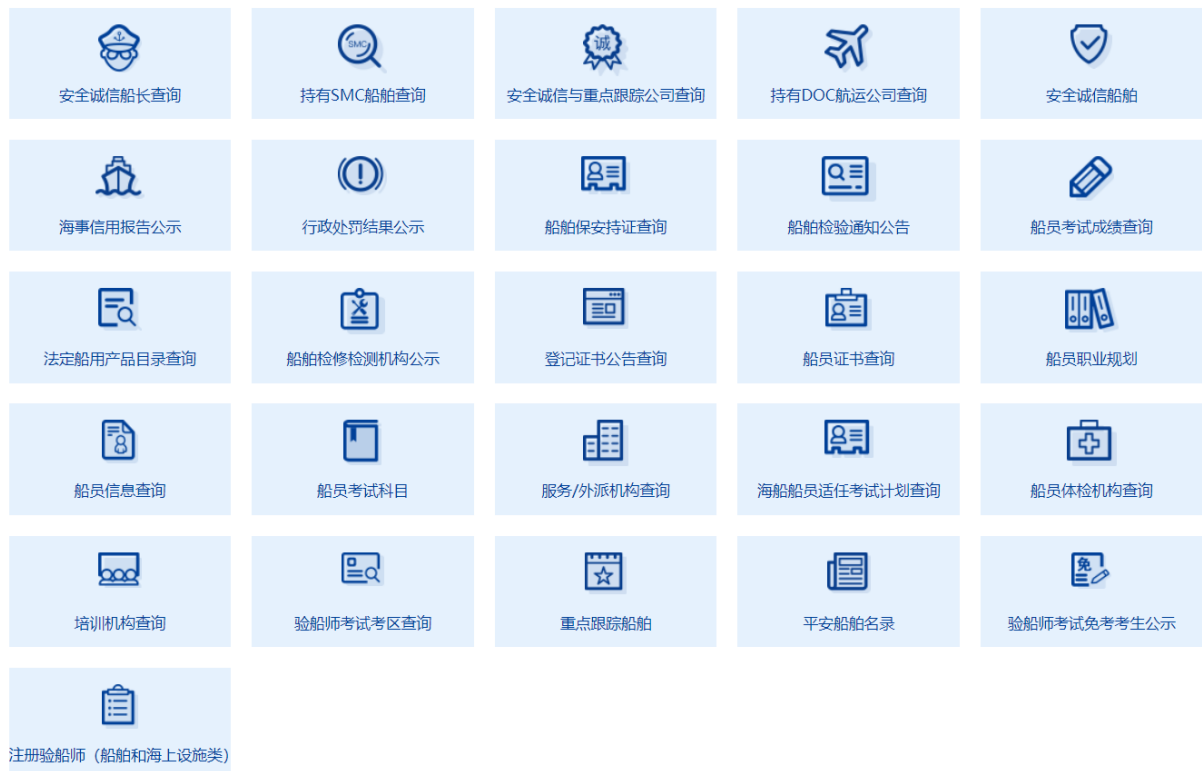 安全诚信船长查询
SMC
持有SMC船舶查询
诚
安全诚信与重点跟踪公司查询
持有DOC航运公司查询
安全诚信船舶
海事信用报告公示
行政处罚结果公示
船舶保安持证查询
船舶检验通知公告
船员考试成绩查询
法定船用产品目录查询
船舶检修检测机构公示
登记证书公告查询
船员证书查询
船员职业规划
船员信息查询
船员考试科目
服务/外派机构查询
海船船员适任考试计划查询
船员体检机构查询
培训机构查询
验船师考试考区查询
重点跟踪船舶
平安船舶名录
免
验船师考试免考考生公示
注册验船师（船舶和海上设施类）